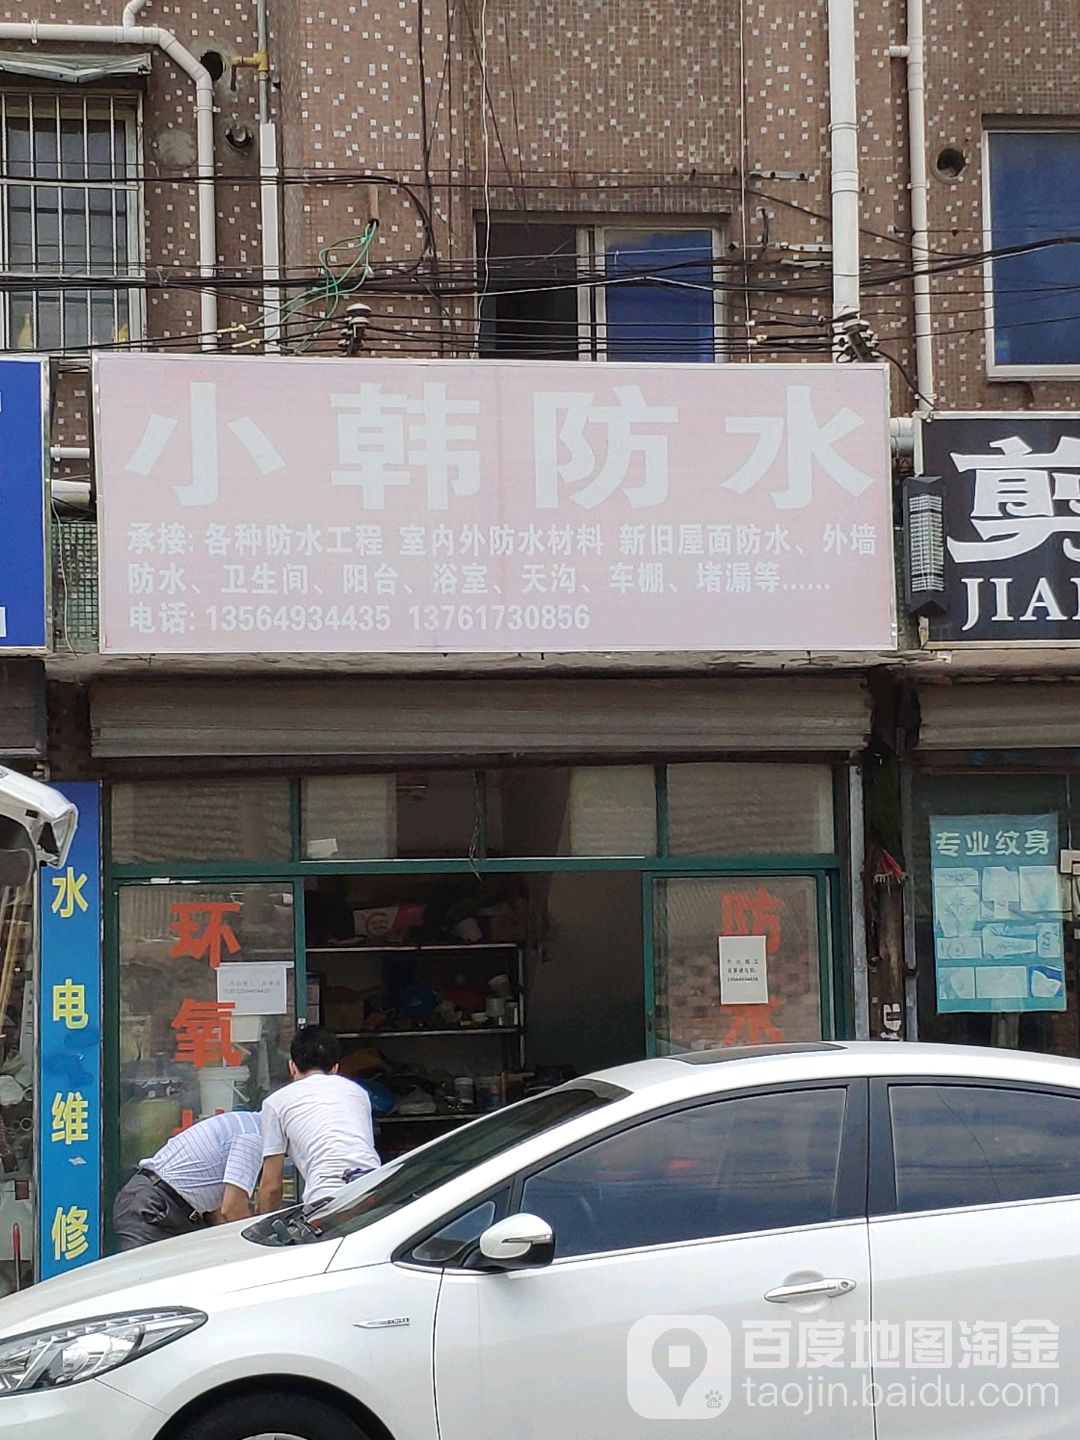 小韩防水
承接: 各种防水工程 室内外防水材料 新旧屋面防水、外墙
防水、卫生间、阳台、浴室、天沟、车棚、堵漏等......
电话: 13564934435 13761730856
剪
JIA
专业纹身
水电维修
环氧
防水
百度地图淘金
taojin.baidu.com